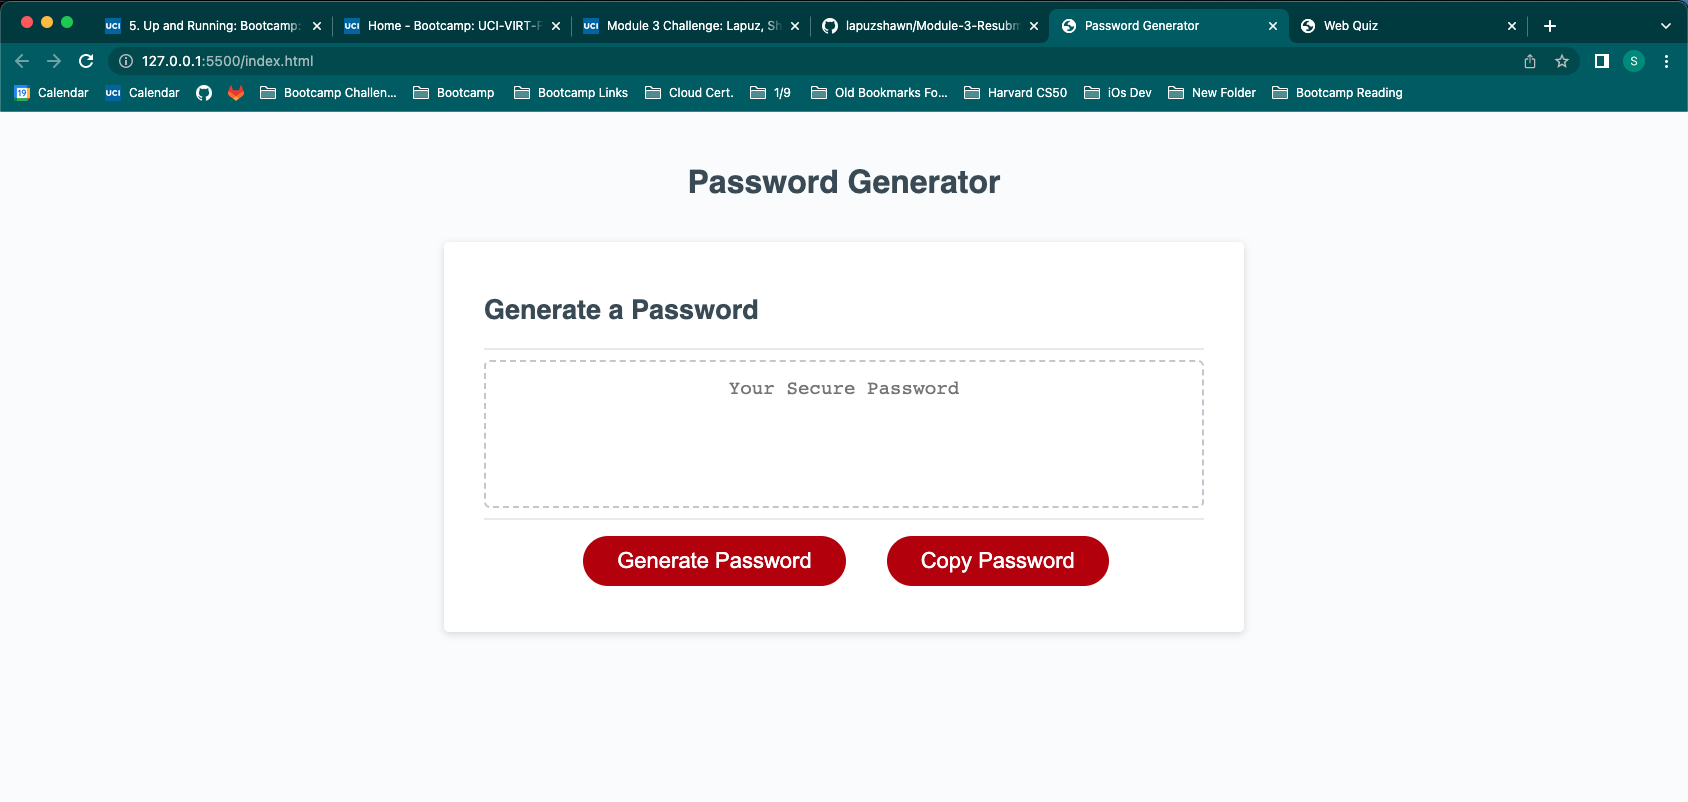 UCI 5. Up and Running: Bootcamp:
UCI Home - Bootcamp: UCI-VIRT-F
UCI Module 3 Challenge: Lapuz, Sh
lapuzshawn/Module-3-Resubm
Password Generator
Web Quiz
127.0.0.1:5500/index.html
S
19 Calendar
UCI Calendar
Bootcamp Challen...
Bootcamp
Bootcamp Links
Cloud Cert.
1/9
Old Bookmarks Fo...
Harvard CS50
iOs Dev
New Folder
Bootcamp Reading
Password Generator
Generate a Password
Your Secure Password
Generate Password
Copy Password